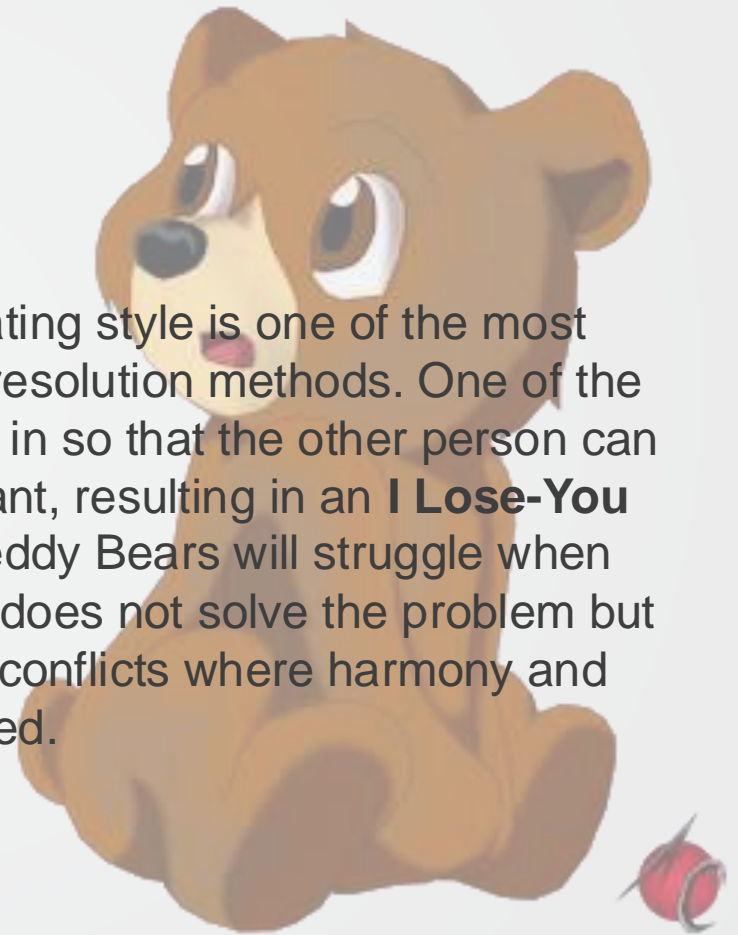 ating style is one of the most
resolution methods. One of the
in so that the other person can
ant, resulting in an I Lose-You
eddy Bears will struggle when
does not solve the problem but
conflicts where harmony and
ed.